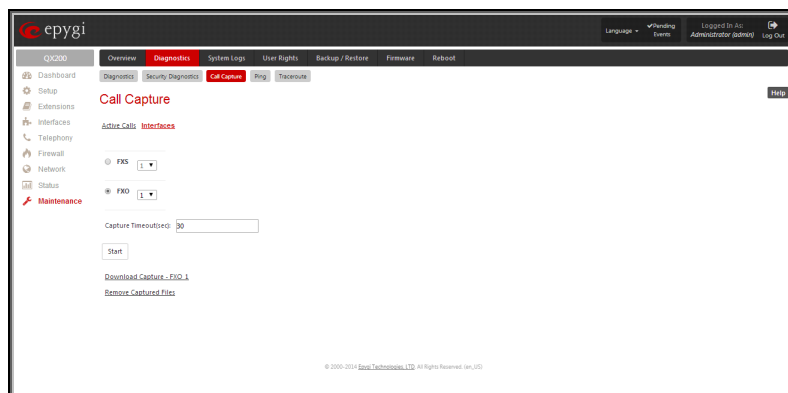 epygi
Language
Pending Events
Logged In As:
Administrator (admin)
Log Out
QX200
Overview Diagnostics System Logs User Rights Backup / Restore Firmware Reboot
Dashboard
Setup
Extensions
Interfaces
Telephony
Firewall
Network
Status
Maintenance
Diagnostics Security Diagnostics Call Capture Ping Traceroute
Help
Call Capture
Active Calls Interfaces
FXS 1
FXO 1
Capture Timeout(sec): 30
Start
Download Capture - FXO 1
Remove Captured Files
© 2000-2014 Epygi Technologies, LTD. All Rights Reserved. (en_US)